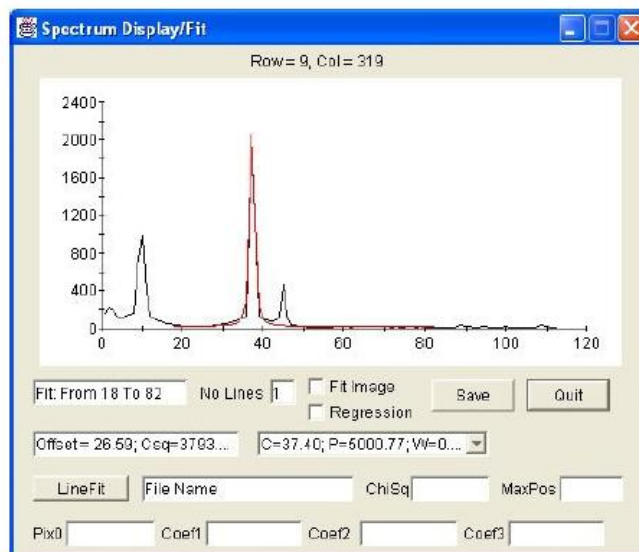 Spectrum Display/Fit
Row= 9, Col= 319
2400
2000
1600
1200
800
400
0
0 20 40 60 80 100 120
Fit: From 18 To 82 No Lines 1 Fit Image Save Quit
Regression
Offset= 26.59; Csq=3793.... C=37.40; P=5000.77; W=0....
LineFit File Name ChiSq MaxPos
Pix0 Coef1 Coef2 Coef3